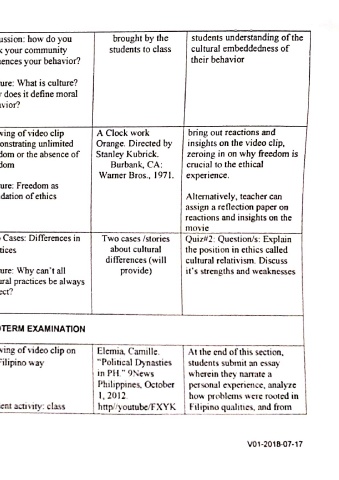 ussion: how do you
k your community
uences your behavior?
ure: What is culture?
does it define moral
vior?
brought by the
students to class
students understanding of the
cultural embeddedness of
their behavior
wing of video clip
onstrating unlimited
dom or the absence of
dom
ure: Freedom as
dation of ethics
A Clock work
Orange. Directed by
Stanley Kubrick.
Burbank, CA:
Warner Bros., 1971.
bring out reactions and
insights on the video clip,
zeroing in on why freedom is
crucial to the ethical
experience.
Alternatively, teacher can
assign a reflection paper on
reactions and insights on the
movie
Cases: Differences in
tices
ure: Why can't all
ural practices be always
ect?
Two cases /stories
about cultural
differences (will
provide)
Quiz#2: Question/s: Explain
the position in ethics called
cultural relativism. Discuss
it's strengths and weaknesses
TERM EXAMINATION
wing of video clip on
Filipino way
ent activity: class
Elemia, Camille.
"Political Dynasties
in PH." 9News
Philippines, October
1, 2012.
http//youtube/FXYK
At the end of this section,
students submit an essay
wherein they narrate a
personal experience, analyze
how problems were rooted in
Filipino qualities, and from
V01-2018-07-17